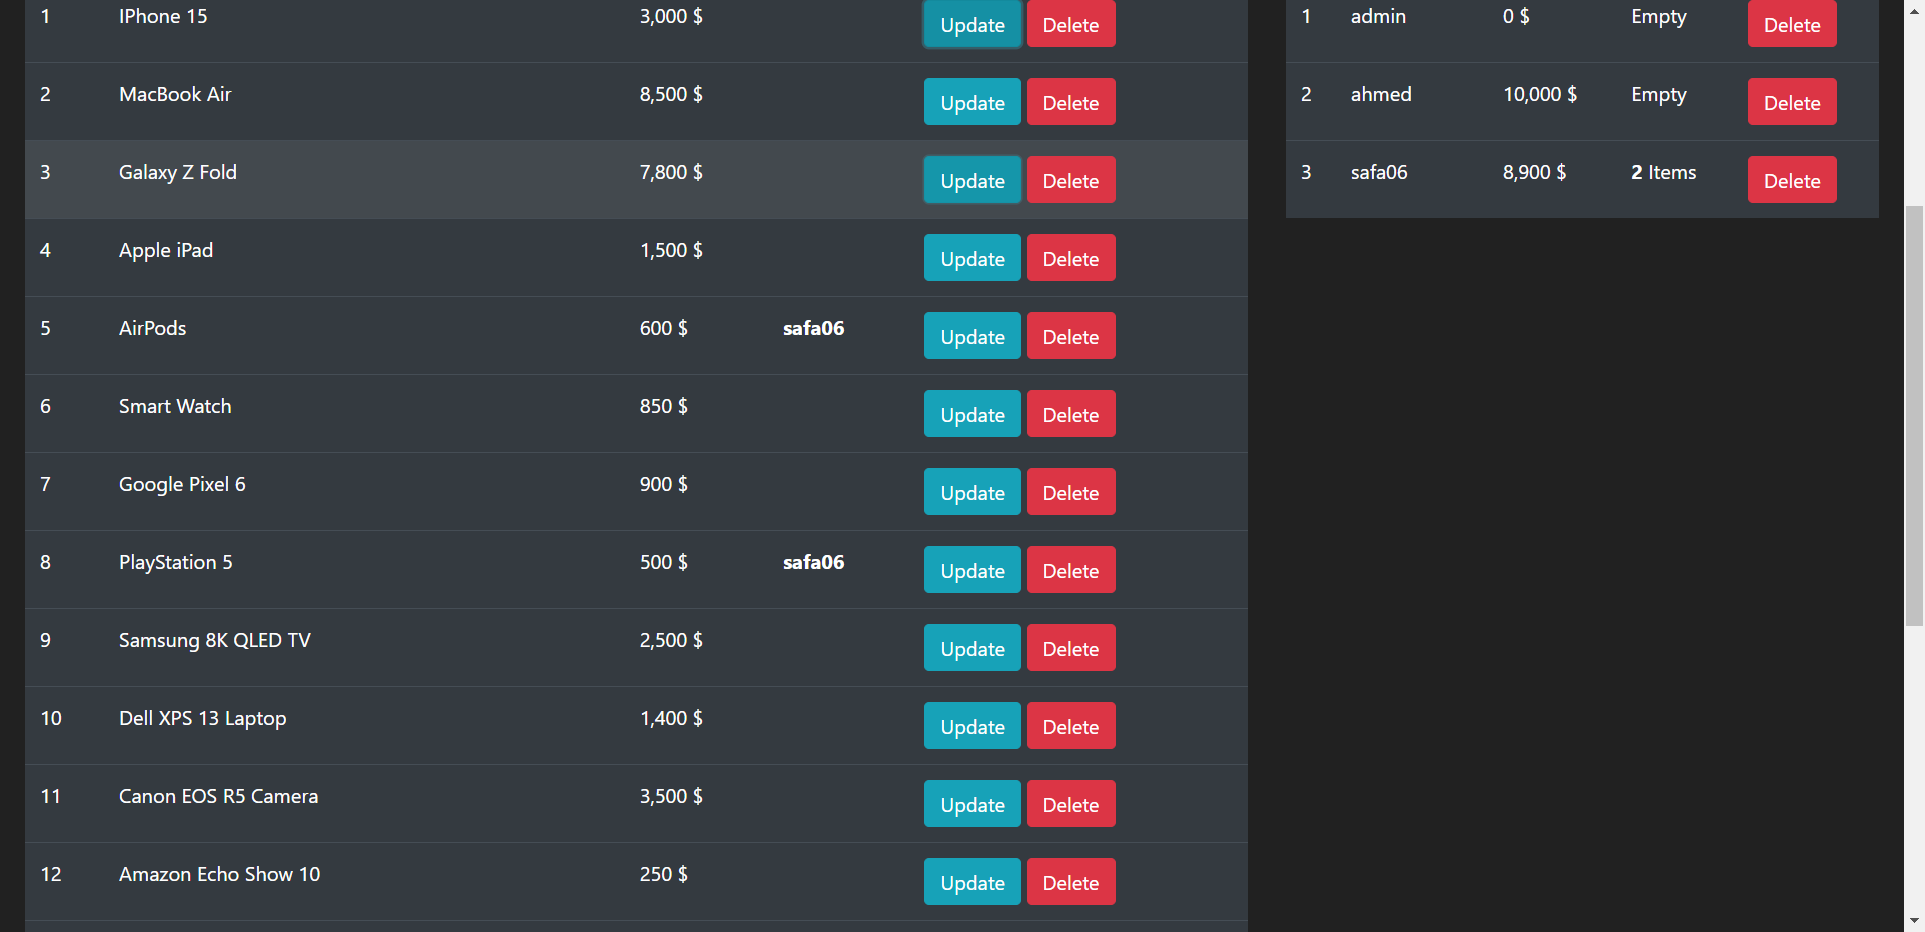 1 IPhone 15 3,000 $ Update Delete
2 MacBook Air 8,500 $ Update Delete
3 Galaxy Z Fold 7,800 $ Update Delete
4 Apple iPad 1,500 $ Update Delete
5 AirPods 600 $ safa06 Update Delete
6 Smart Watch 850 $ Update Delete
7 Google Pixel 6 900 $ Update Delete
8 PlayStation 5 500 $ safa06 Update Delete
9 Samsung 8K QLED TV 2,500 $ Update Delete
10 Dell XPS 13 Laptop 1,400 $ Update Delete
11 Canon EOS R5 Camera 3,500 $ Update Delete
12 Amazon Echo Show 10 250 $ Update Delete
1 admin 0 $ Empty Delete
2 ahmed 10,000 $ Empty Delete
3 safa06 8,900 $ 2 Items Delete